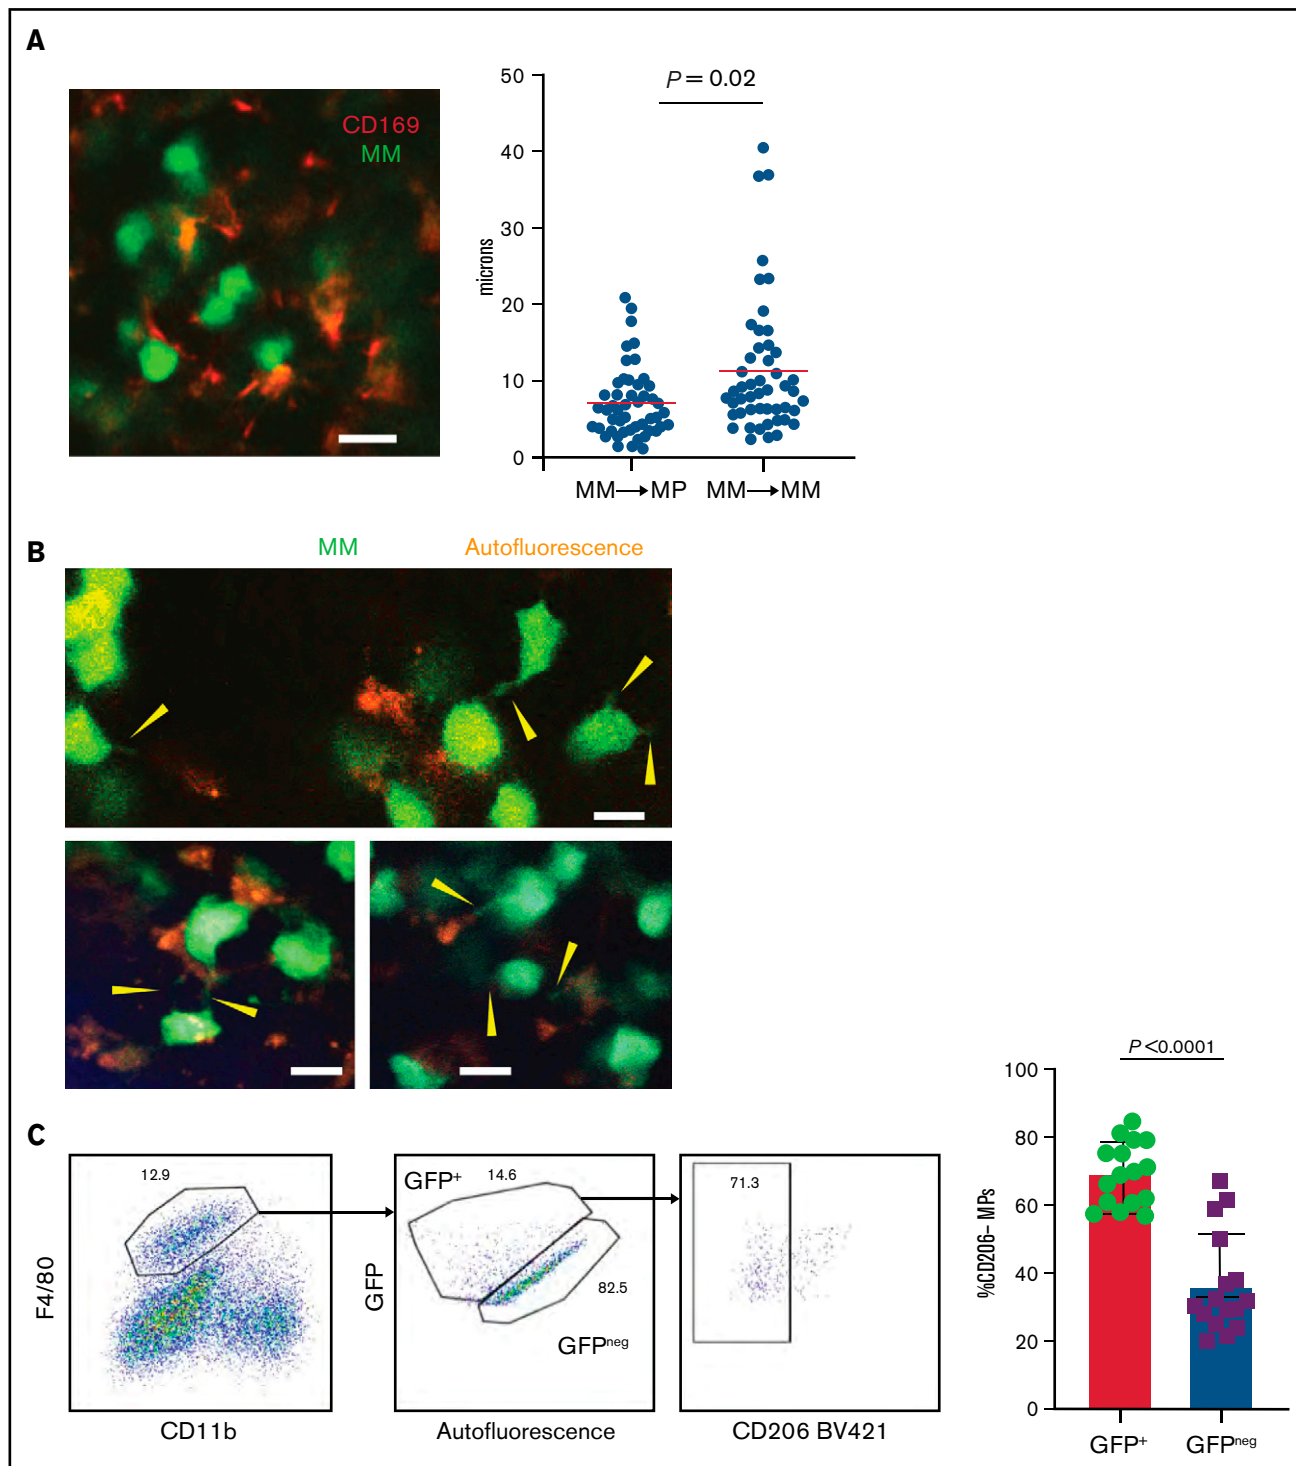 A
CD169
MM
P = 0.02
50
40
30
20
10
0
microns
MM→MP
MM→MM
B
MM
Autofluorescence
C
12.9
F4/80
CD11b
GFP+
14.6
82.5
GFPneg
GFP
Autofluorescence
71.3
CD206 BV421
P <0.0001
100
80
60
40
20
0
%CD206– MPs
GFP+
GFPneg